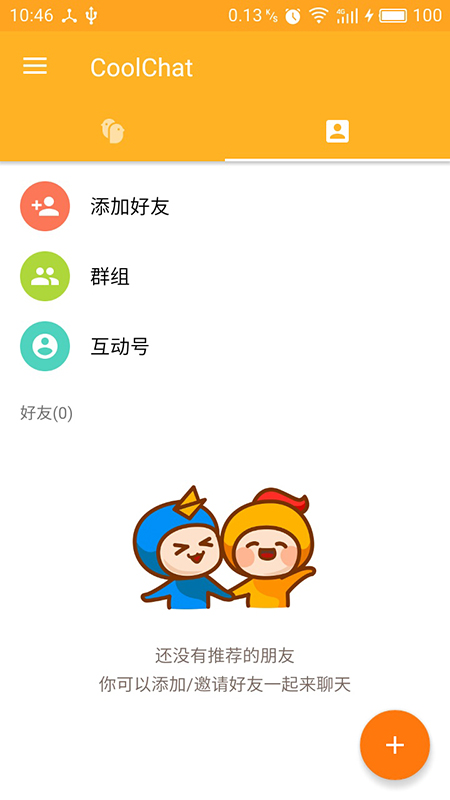 10:46 0.13 K/s 4G 100
CoolChat
添加好友
群组
互动号
好友(0)
还没有推荐的朋友
你可以添加/邀请好友一起来聊天